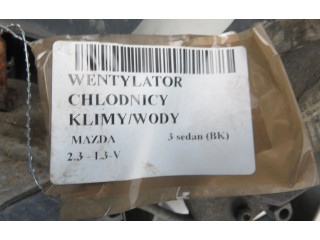 WENTYLATOR
CHLODNICY
KLIMY/WODY
MAZDA 3 sedan (BK)
2.3 - 1.3-V